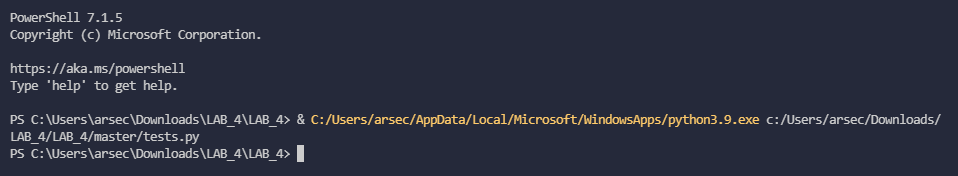 PowerShell 7.1.5
Copyright (c) Microsoft Corporation.
https://aka.ms/powershell
Type 'help' to get help.
PS C:\Users\arsec\Downloads\LAB_4\LAB_4> & C:/Users/arsec/AppData/Local/Microsoft/WindowsApps/python3.9.exe c:/Users/arsec/Downloads/
LAB_4/LAB_4/master/tests.py
PS C:\Users\arsec\Downloads\LAB_4\LAB_4>